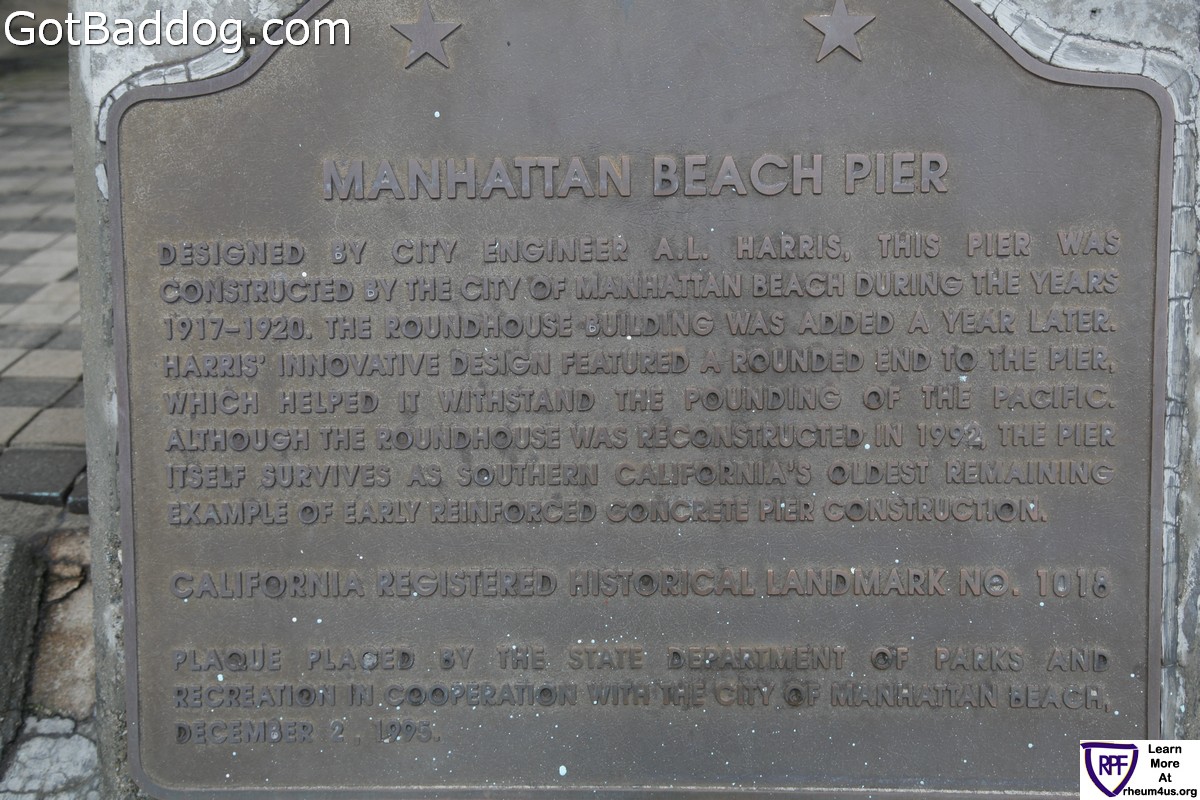 GotBaddog.com
MANHATTAN BEACH PIER
DESIGNED BY CITY ENGINEER A.L. HARRIS, THIS PIER WAS
CONSTRUCTED BY THE CITY OF MANHATTAN BEACH DURING THE YEARS
1917-1920. THE ROUNDHOUSE BUILDING WAS ADDED A YEAR LATER.
HARRIS' INNOVATIVE DESIGN FEATURED A ROUNDED END TO THE PIER,
WHICH HELPED IT WITHSTAND THE POUNDING OF THE PACIFIC.
ALTHOUGH THE ROUNDHOUSE WAS RECONSTRUCTED IN 1992, THE PIER
ITSELF SURVIVES AS SOUTHERN CALIFORNIA'S OLDEST REMAINING
EXAMPLE OF EARLY REINFORCED CONCRETE PIER CONSTRUCTION.
CALIFORNIA REGISTERED HISTORICAL LANDMARK NO. 1018
PLAQUE PLACED BY THE STATE DEPARTMENT OF PARKS AND
RECREATION IN COOPERATION WITH THE CITY OF MANHATTAN BEACH,
DECEMBER 2 , 1995.
RPF
Learn
More
At
rheum4us.org